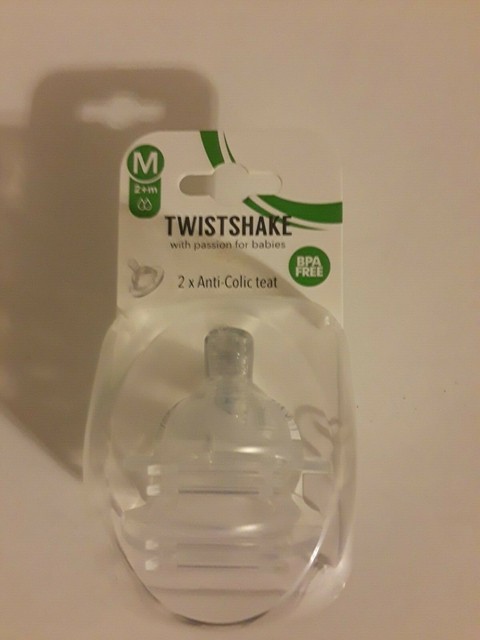 M
2+m
TWISTSHAKE
with passion for babies
BPA
FREE
2 x Anti-Colic teat